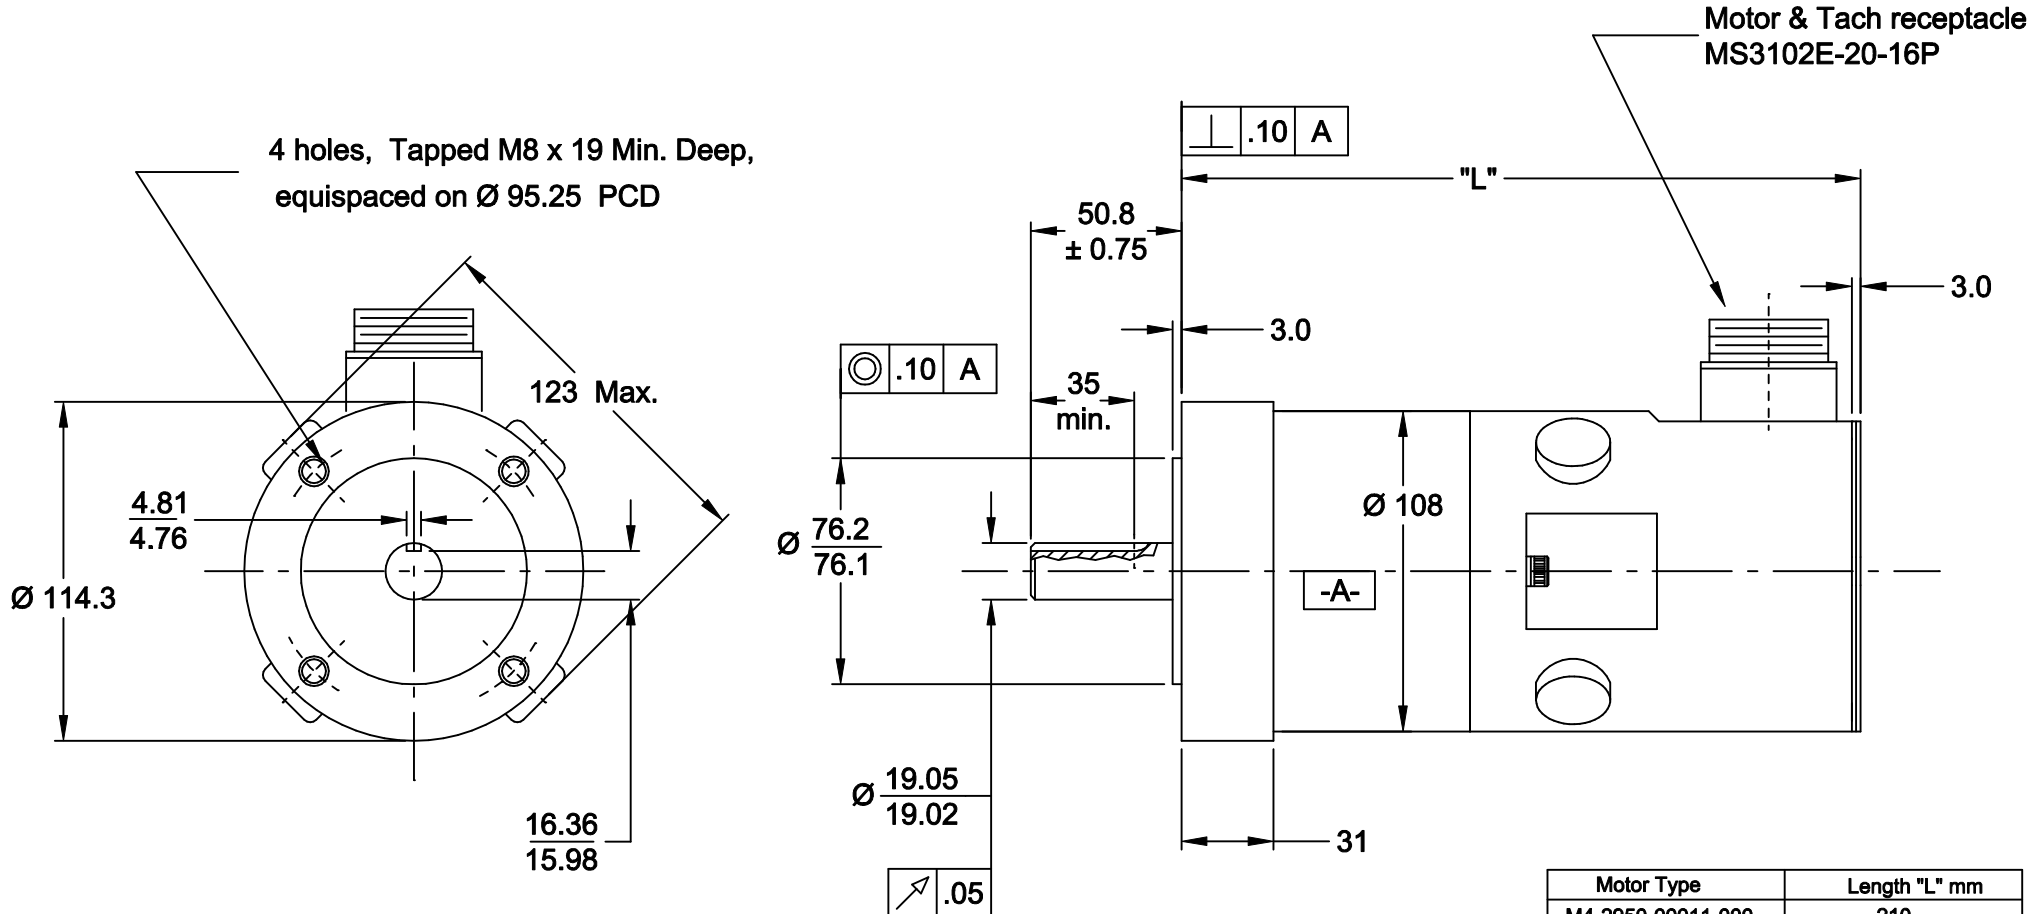 Motor & Tach receptacle
MS3102E-20-16P
4 holes, Tapped M8 x 19 Min. Deep,
equispaced on Ø 95.25 PCD
.10 A
"L"
50.8
± 0.75
3.0
3.0
.10 A
35
min.
123 Max.
4.81
4.76
Ø 114.3
Ø 76.2
76.1
Ø 108
-A-
Ø 19.05
19.02
16.36
15.98
31
.05
Motor Type Length "L" mm